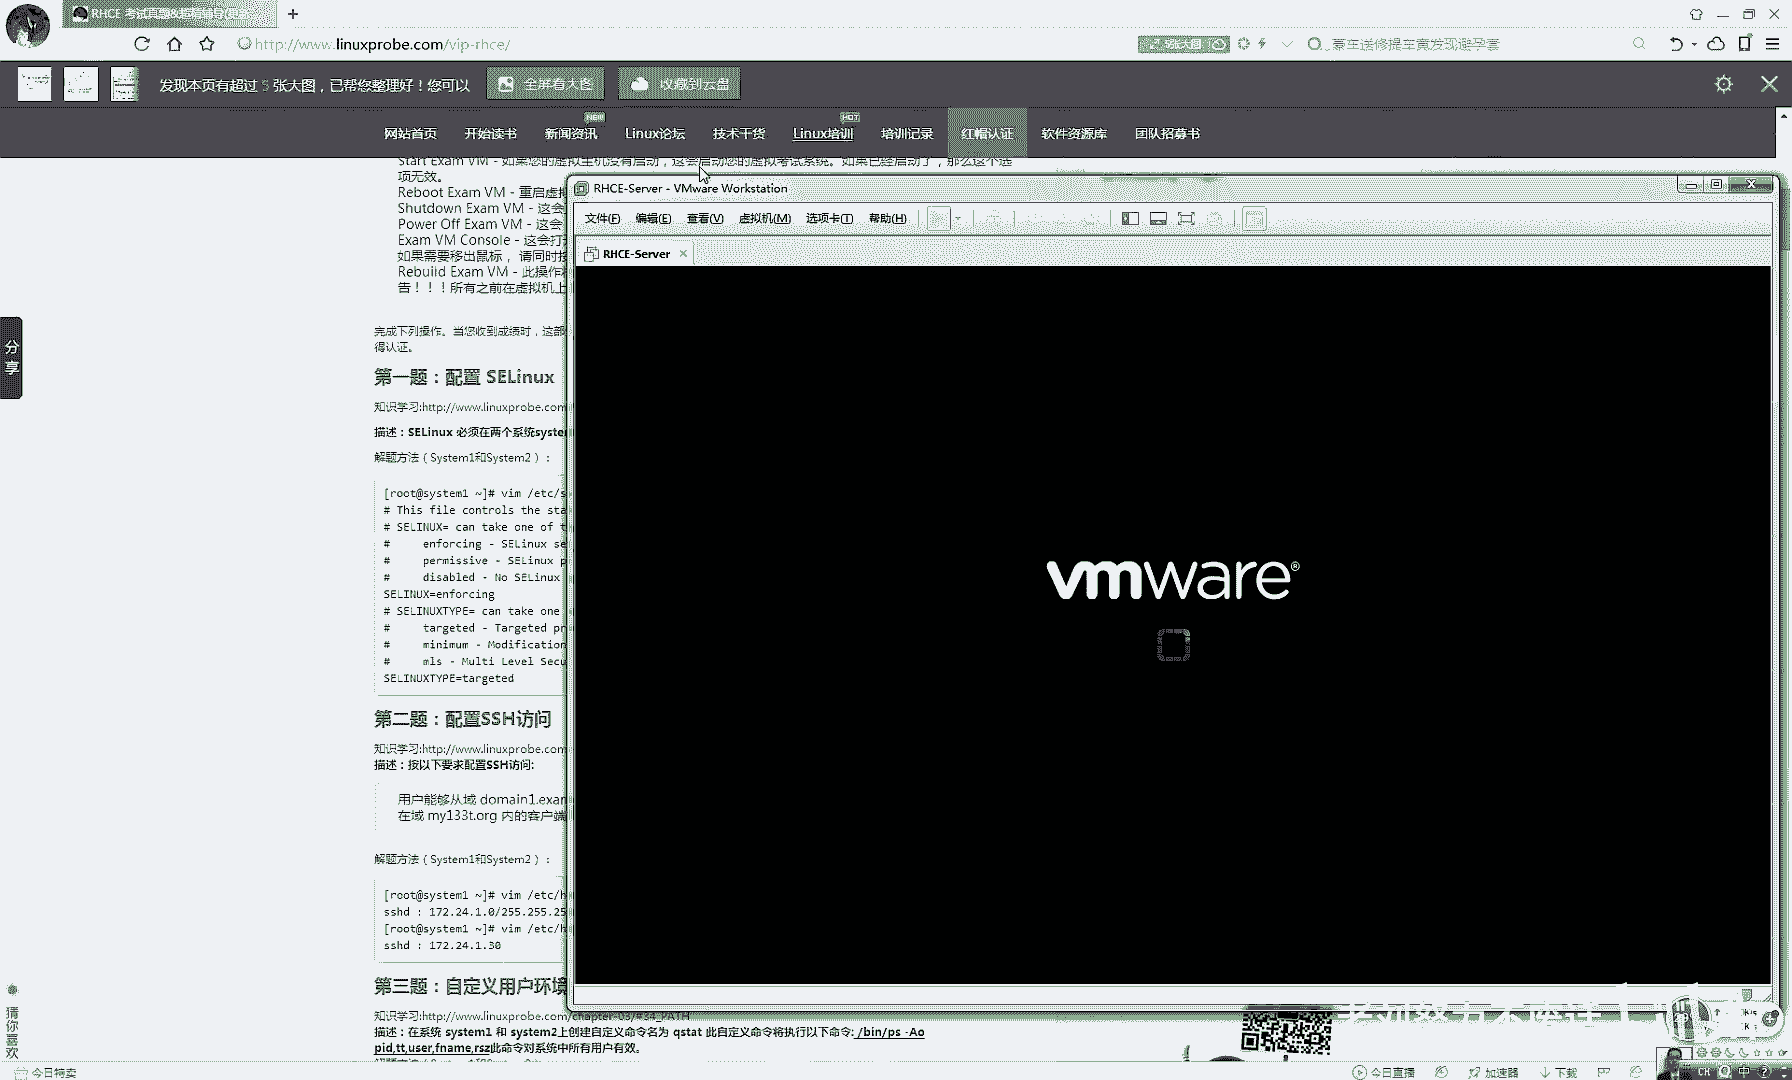 RHCE 考试真题&超精辅导(更新
http://www.linuxprobe.com/vip-rhce/
5张大图
豪车送修提车竟发现避孕套
发现本页有超过 5 张大图，已帮您整理好！您可以
全屏看大图
收藏到云盘
网站首页
开始读书
新闻资讯
NEW
Linux论坛
技术干货
Linux培训
HOT
培训记录
红帽认证
软件资源库
团队招募书
Start Exam VM - 如果您的虚拟主机没有启动，这会启动您的虚拟考试系统。如果已经启动了，那么这个选
项无效。
Reboot Exam VM - 重启虚拟
Shutdown Exam VM - 这会
Power Off Exam VM - 这会
Exam VM Console - 这会打
如果需要移出鼠标， 请同时按
Rebuild Exam VM - 此操作
告！！！所有之前在虚拟机上
完成下列操作。当您收到成绩时，这部
得认证。
第一题：配置 SELinux
知识学习:http://www.linuxprobe.com
描述：SELinux 必须在两个系统syste
解题方法（System1和System2）：
[root@system1 ~]# vim /etc/s
# This file controls the sta
# SELINUX= can take one of t
# enforcing - SELinux se
# permissive - SELinux p
# disabled - No SELinux
SELINUX=enforcing
# SELINUXTYPE= can take one
# targeted - Targeted pr
# minimum - Modification
# mls - Multi Level Secu
SELINUXTYPE=targeted
第二题：配置SSH访问
知识学习:http://www.linuxprobe.com
描述：按以下要求配置SSH访问:
用户能够从域 domain1.exam
在域 my133t.org 内的客户端
解题方法（System1和System2）：
[root@system1 ~]# vim /etc/h
sshd : 172.24.1.0/255.255.25
[root@system1 ~]# vim /etc/h
sshd : 172.24.1.30
第三题：自定义用户环境
知识学习:http://www.linuxprobe.com/chapter-03/#34_PATH
描述：在系统 system1 和 system2上创建自定义命令名为 qstat 此自定义命令将执行以下命令: /bin/ps -Ao
pid,tt,user,fname,rsz此命令对系统中所有用户有效。
RHCE-Server - VMware Workstation
文件(F)
编辑(E)
查看(V)
虚拟机(M)
选项卡(T)
帮助(H)
RHCE-Server
vmware®
分享
猜你喜欢
今日特卖
今日直播
加速器
下载
CH
中